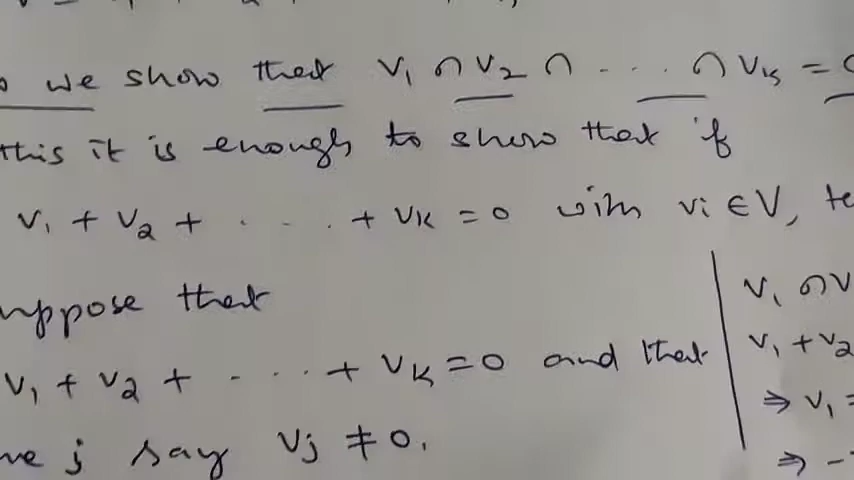 we show that V₁ ∩ V₂ ∩ . . . . ∩ Vₖ =
this it is enough to show that if
v₁ + v₂ + . . . . + vₖ = 0 with vᵢ ∈ V,
suppose that
v₁ + v₂ + - . . . + vₖ = 0 and that
j say vⱼ ≠ 0.
V₁ ∩ V
v₁ + v₂
⇒ v₁ =
⇒ -